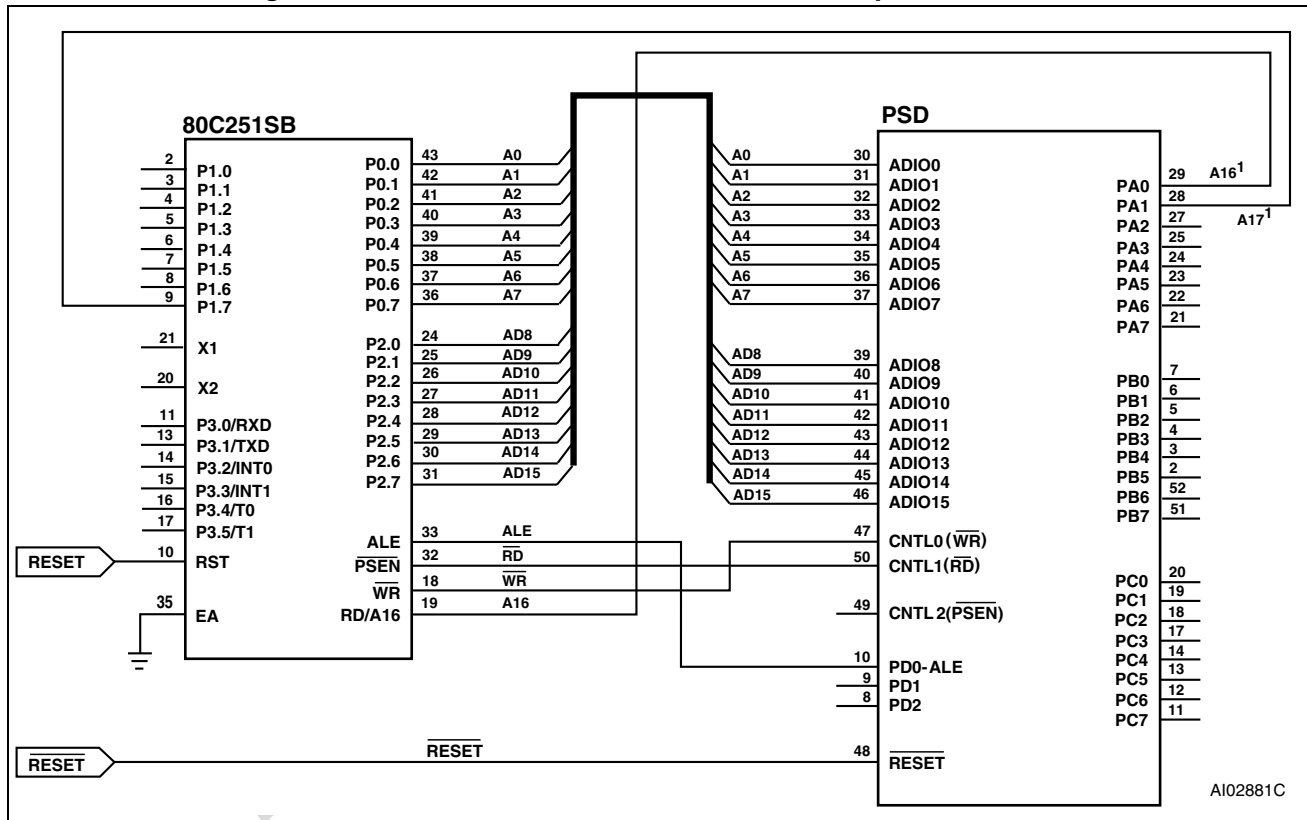 80C251SB
2 P1.0
3 P1.1
4 P1.2
5 P1.3
6 P1.4
7 P1.5
8 P1.6
9 P1.7
21 X1
20 X2
11 P3.0/RXD
13 P3.1/TXD
14 P3.2/INT0
15 P3.3/INT1
16 P3.4/T0
17 P3.5/T1
RESET 10 RST
35 EA
P0.0 43 A0
P0.1 42 A1
P0.2 41 A2
P0.3 40 A3
P0.4 39 A4
P0.5 38 A5
P0.6 37 A6
P0.7 36 A7
P2.0 24 AD8
P2.1 25 AD9
P2.2 26 AD10
P2.3 27 AD11
P2.4 28 AD12
P2.5 29 AD13
P2.6 30 AD14
P2.7 31 AD15
ALE 33 ALE
PSEN 32 RD
WR 18 WR
RD/A16 19 A16
PSD
A0 30 ADIO0
A1 31 ADIO1
A2 32 ADIO2
A3 33 ADIO3
A4 34 ADIO4
A5 35 ADIO5
A6 36 ADIO6
A7 37 ADIO7
AD8 39 ADIO8
AD9 40 ADIO9
AD10 41 ADIO10
AD11 42 ADIO11
AD12 43 ADIO12
AD13 44 ADIO13
AD14 45 ADIO14
AD15 46 ADIO15
47 CNTL0 (WR)
50 CNTL1(RD)
49 CNTL 2(PSEN)
10 PD0-ALE
9 PD1
8 PD2
RESET RESET 48 RESET
PA0 29 A16¹
PA1 28 A17¹
PA2 27
PA3 25
PA4 24
PA5 23
PA6 22
PA7 21
PB0 7
PB1 6
PB2 5
PB3 4
PB4 3
PB5 2
PB6 52
PB7 51
PC0 20
PC1 19
PC2 18
PC3 17
PC4 14
PC5 13
PC6 12
PC7 11
AI02881C